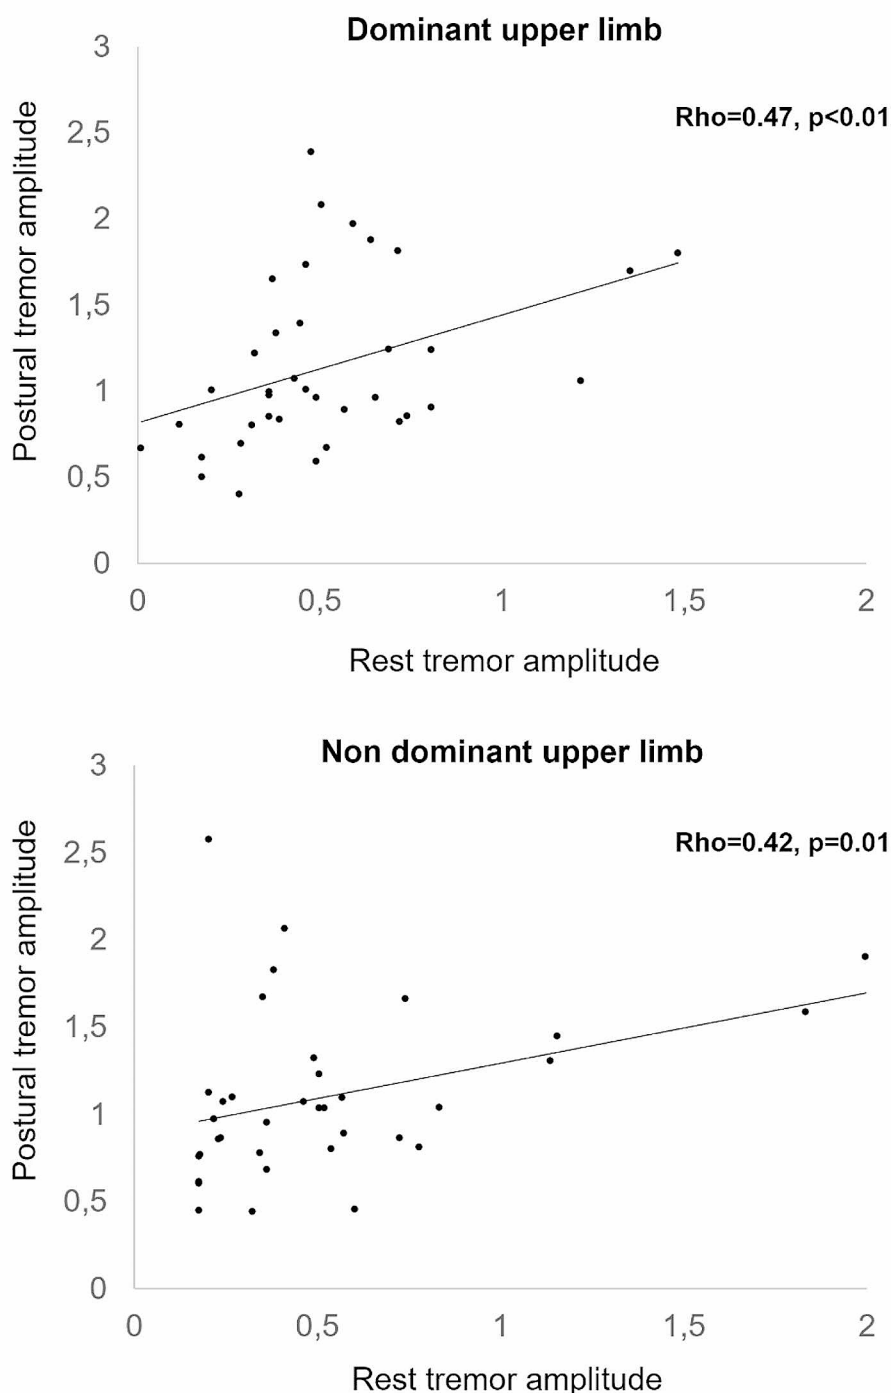 Dominant upper limb
Rho=0.47, p<0.01
Postural tremor amplitude
3
2,5
2
1,5
1
0,5
0
0 0,5 1 1,5 2
Rest tremor amplitude
Non dominant upper limb
Rho=0.42, p=0.01
Postural tremor amplitude
3
2,5
2
1,5
1
0,5
0
0 0,5 1 1,5 2
Rest tremor amplitude